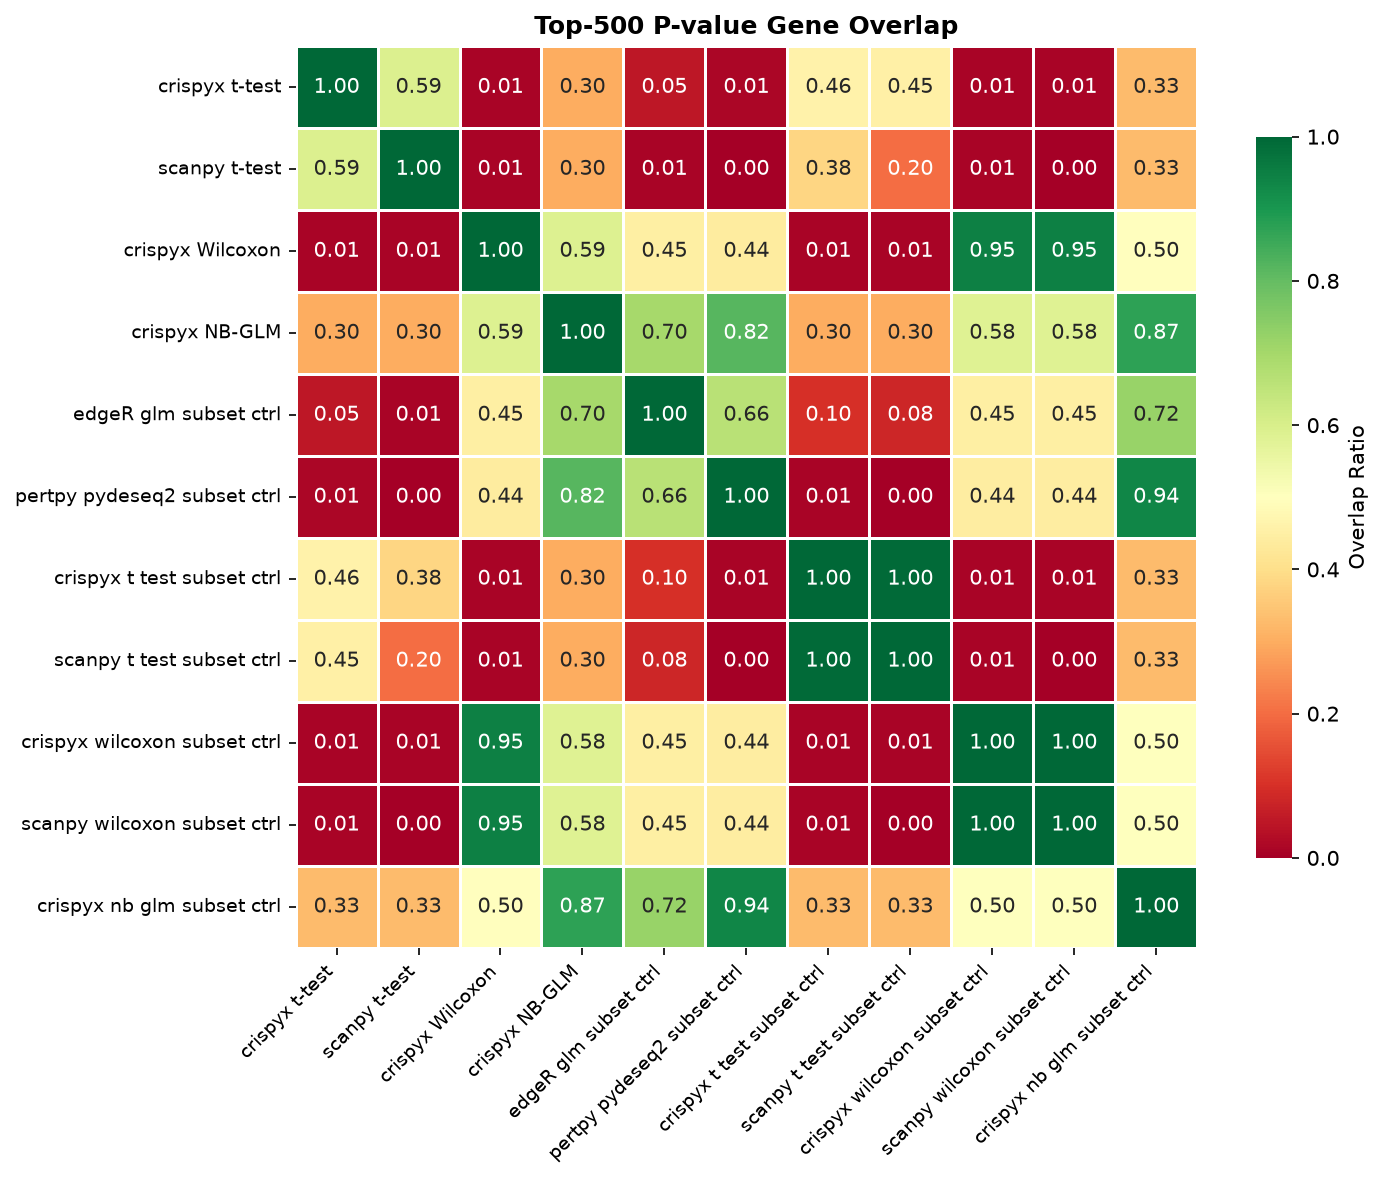 Top-500 P-value Gene Overlap
crispyx t-test 1.00 0.59 0.01 0.30 0.05 0.01 0.46 0.45 0.01 0.01 0.33
scanpy t-test 0.59 1.00 0.01 0.30 0.01 0.00 0.38 0.20 0.01 0.00 0.33
crispyx Wilcoxon 0.01 0.01 1.00 0.59 0.45 0.44 0.01 0.01 0.95 0.95 0.50
crispyx NB-GLM 0.30 0.30 0.59 1.00 0.70 0.82 0.30 0.30 0.58 0.58 0.87
edgeR glm subset ctrl 0.05 0.01 0.45 0.70 1.00 0.66 0.10 0.08 0.45 0.45 0.72
pertpy pydeseq2 subset ctrl 0.01 0.00 0.44 0.82 0.66 1.00 0.01 0.00 0.44 0.44 0.94
crispyx t test subset ctrl 0.46 0.38 0.01 0.30 0.10 0.01 1.00 1.00 0.01 0.01 0.33
scanpy t test subset ctrl 0.45 0.20 0.01 0.30 0.08 0.00 1.00 1.00 0.01 0.00 0.33
crispyx wilcoxon subset ctrl 0.01 0.01 0.95 0.58 0.45 0.44 0.01 0.01 1.00 1.00 0.50
scanpy wilcoxon subset ctrl 0.01 0.00 0.95 0.58 0.45 0.44 0.01 0.00 1.00 1.00 0.50
crispyx nb glm subset ctrl 0.33 0.33 0.50 0.87 0.72 0.94 0.33 0.33 0.50 0.50 1.00
crispyx t-test
scanpy t-test
crispyx Wilcoxon
crispyx NB-GLM
edgeR glm subset ctrl
pertpy pydeseq2 subset ctrl
crispyx t test subset ctrl
scanpy t test subset ctrl
crispyx wilcoxon subset ctrl
scanpy wilcoxon subset ctrl
crispyx nb glm subset ctrl
1.0
0.8
0.6
0.4
0.2
0.0
Overlap Ratio